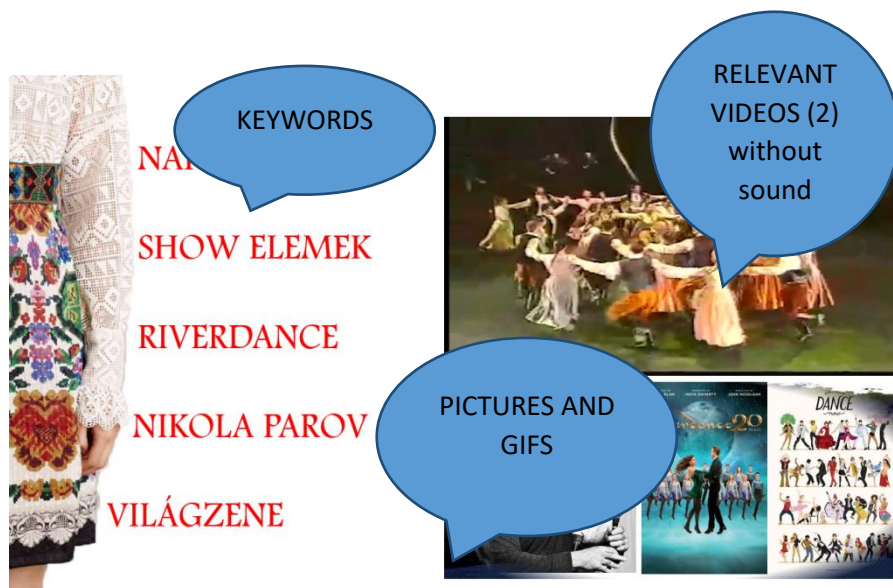 KEYWORDS
SHOW ELEMEK
RIVERDANCE
NIKOLA PAROV
VILÁGZENE
RELEVANT
VIDEOS (2)
without
sound
PICTURES AND
GIFS
DANCE